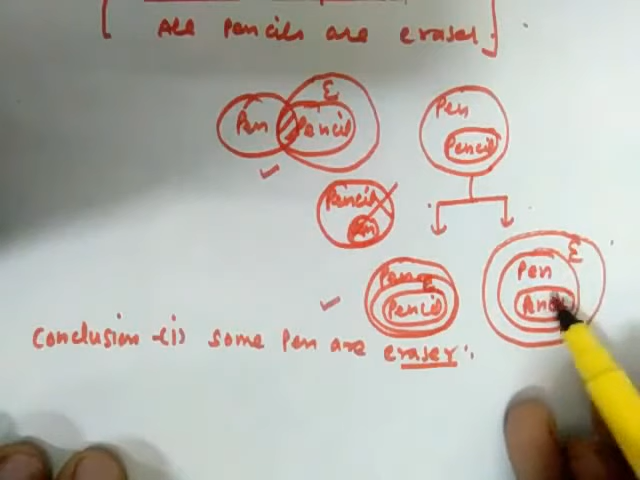 All Pencils are eraser.
Pen Pencil E
Pen
Pencil
Pencil
Pen
Pen E
Pencil
E
Pen
Conclusion -(i) some Pen are eraser.